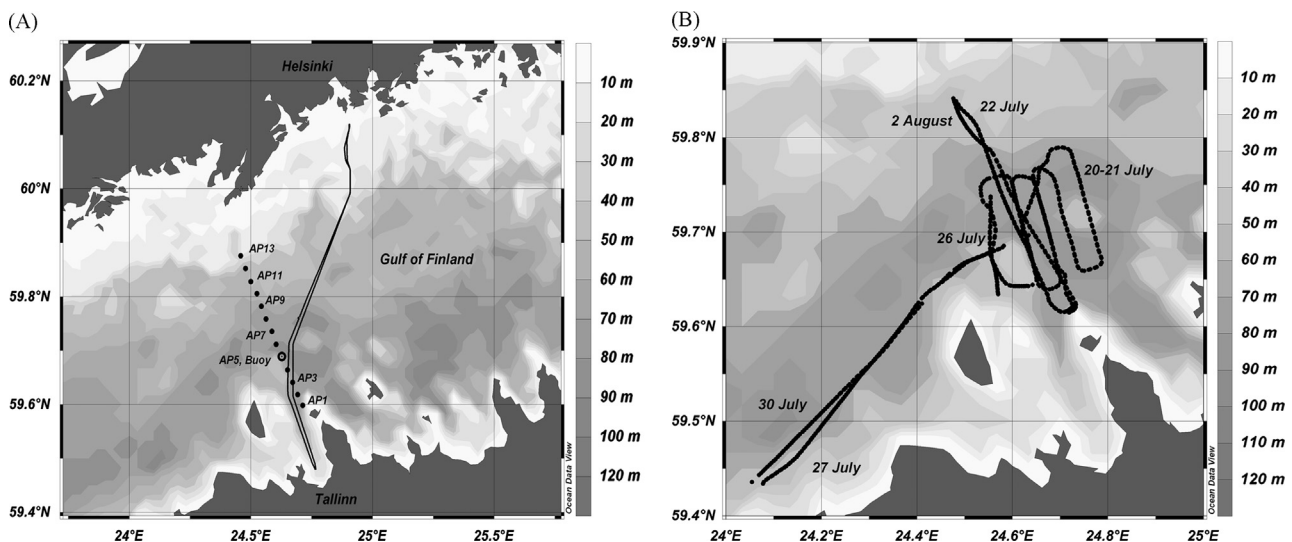 (A)
60.2°N
60°N
59.8°N
59.6°N
59.4°N
24°E
24.5°E
25°E
25.5°E
Helsinki
Gulf of Finland
AP13
AP11
AP9
AP7
AP5, Buoy
AP3
AP1
Tallinn
10 m
20 m
30 m
40 m
50 m
60 m
70 m
80 m
90 m
100 m
110 m
120 m
Ocean Data View
(B)
59.9°N
59.8°N
59.7°N
59.6°N
59.5°N
59.4°N
24°E
24.2°E
24.4°E
24.6°E
24.8°E
25°E
22 July
2 August
20-21 July
26 July
30 July
27 July
10 m
20 m
30 m
40 m
50 m
60 m
70 m
80 m
90 m
100 m
110 m
120 m
Ocean Data View